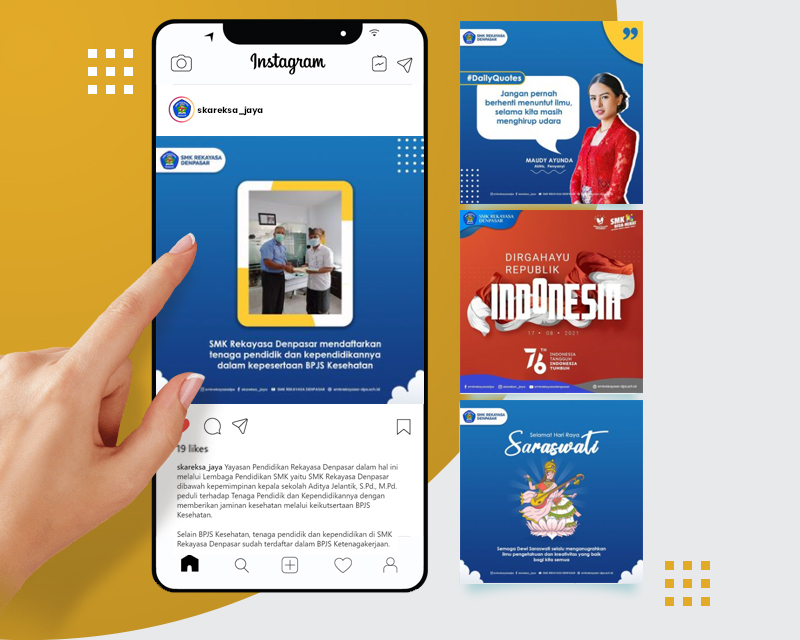 Instagram
skareksa_jaya
SMK REKAYASA
DENPASAR
SMK Rekayasa Denpasar mendaftarkan
tenaga pendidik dan kependidikannya
dalam kepesertaan BPJS Kesehatan
19 likes
skareksa_jaya Yayasan Pendidikan Rekayasa Denpasar dalam hal ini
melalui Lembaga Pendidikan SMK yaitu SMK Rekayasa Denpasar
dibawah kepemimpinan kepala sekolah Aditya Jelantik, S.Pd., M.Pd.
peduli terhadap Tenaga Pendidik dan Kependidikannya dengan
memberikan jaminan kesehatan melalui keikutsertaan BPJS
Kesehatan.
Selain BPJS Kesehatan, tenaga pendidik dan kependidikan di SMK
Rekayasa Denpasar sudah terdaftar dalam BPJS Ketenagakerjaan.
SMK REKAYASA
DENPASAR
#DailyQuotes
Jangan pernah
berhenti menuntut ilmu,
selama kita masih
menghirup udara
MAUDY AYUNDA
Aktris, Penyanyi
SMK REKAYASA
DENPASAR
SMK
BISA-HEBAT
DIRGAHAYU
REPUBLIK
INDONESIA
17 • 08 • 2021
76 TH
INDONESIA
TANGGUH
INDONESIA
TUMBUH
SMK REKAYASA
DENPASAR
Selamat Hari Raya
Saraswati
Semoga Dewi Saraswati selalu menganugrahkan
ilmu pengetahuan dan kreativitas yang baik
bagi kita semua